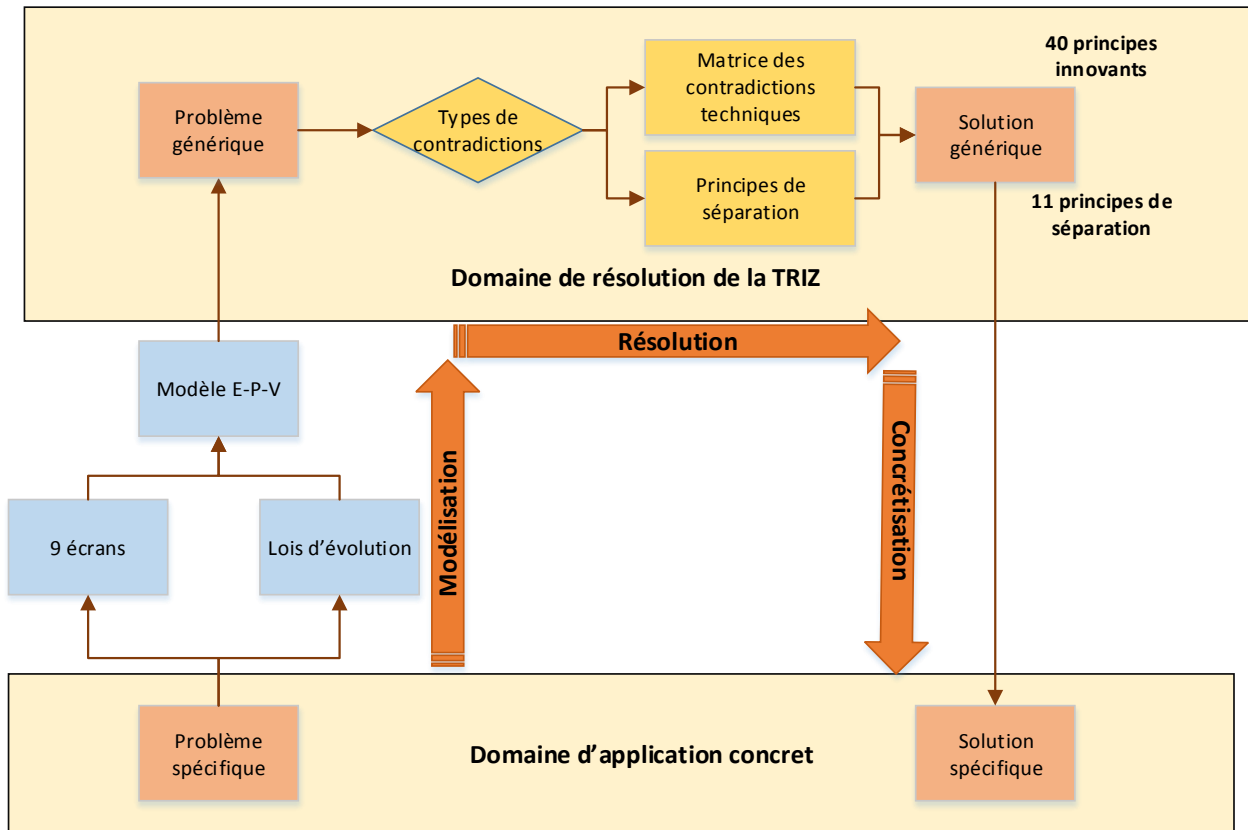 40 principes
innovants
Problème
générique
Types de
contradictions
Matrice des
contradictions
techniques
Principes de
séparation
Solution
générique
11 principes de
séparation
Domaine de résolution de la TRIZ
Résolution
Modèle E-P-V
Modélisation
Concrétisation
9 écrans
Lois d’évolution
Problème
spécifique
Domaine d’application concret
Solution
spécifique